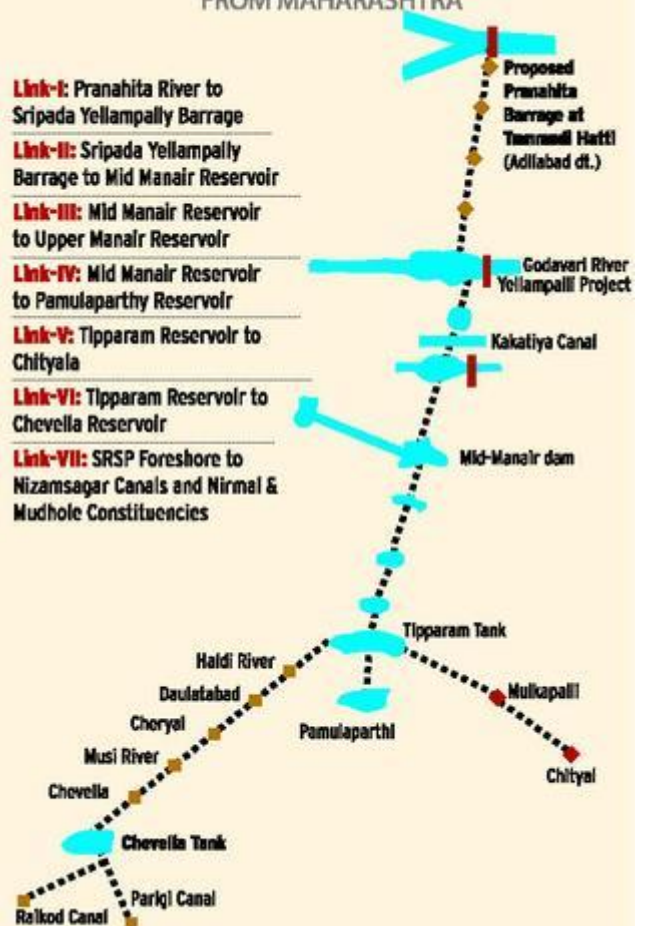 FROM MAHARASHTRA
Link-I: Pranahita River to
Sripada Yellampally Barrage
Link-II: Sripada Yellampally
Barrage to Mid Manair Reservoir
Link-III: Mid Manair Reservoir
to Upper Manair Reservoir
Link-IV: Mid Manair Reservoir
to Pamulaparthy Reservoir
Link-V: Tipparam Reservoir to
Chityala
Link-VI: Tipparam Reservoir to
Chevella Reservoir
Link-VII: SRSP Foreshore to
Nizamsagar Canals and Nirmal &
Mudhole Constituencies
Proposed
Pranahita
Barrage at
Tammadi Hatti
(Adilabad dt.)
Godavari River
Yellampalli Project
Kakatiya Canal
Mid-Manair dam
Tipparam Tank
Haldi River
Daulatabad
Cheryal
Musi River
Chevella
Pamulaparthi
Mulkapalli
Chityal
Chevella Tank
Parigi Canal
Raikod Canal